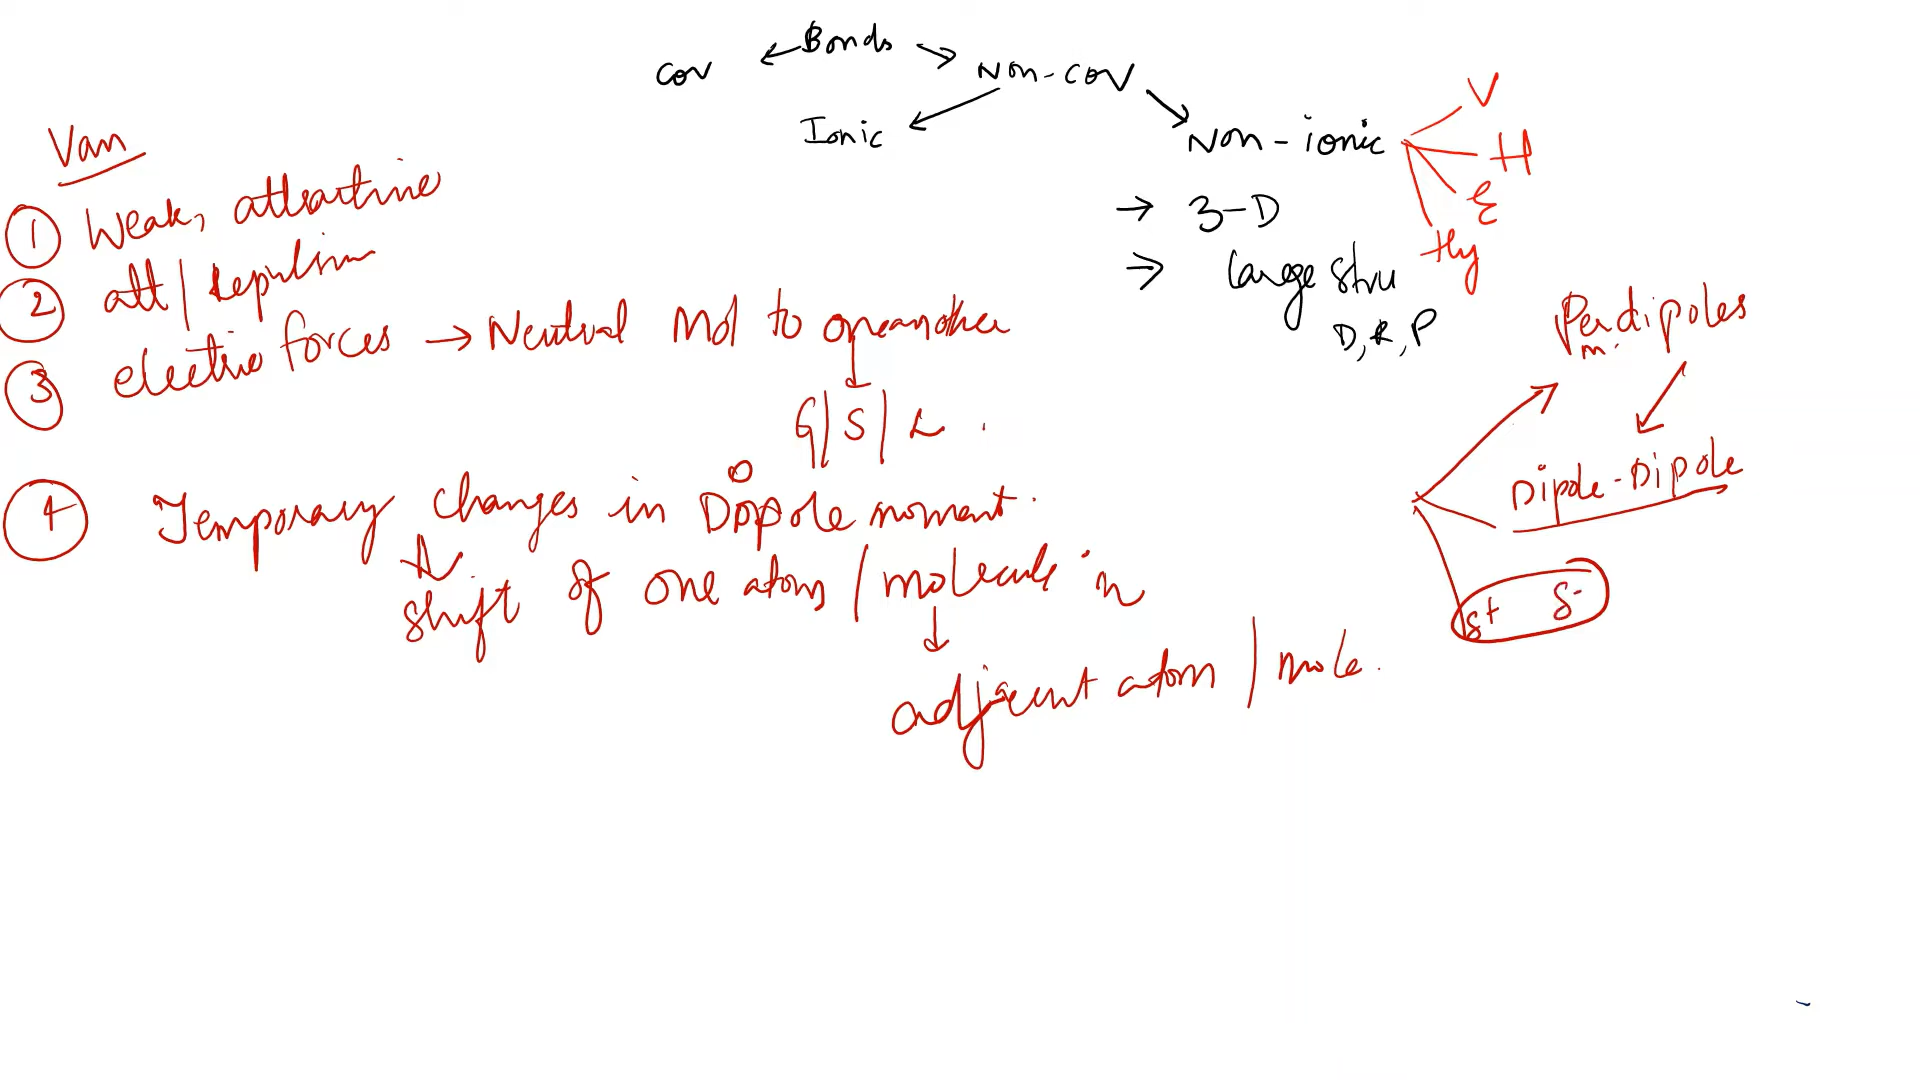 Bonds
Cov
Non-cov
Ionic
Non-ionic
V
H
E
Hy
→ 3-D
→ Large stru
D, R, P
Van
① Weak, attractive
② att / repulsion
③ electric forces → Neutral Mol to one another
G / S / L .
④ Temporary changes in Dipole moment.
shift of one atom / molecule in
adjacent atom / mole.
Per dipoles
m.
Dipole-Dipole
δ+ δ-